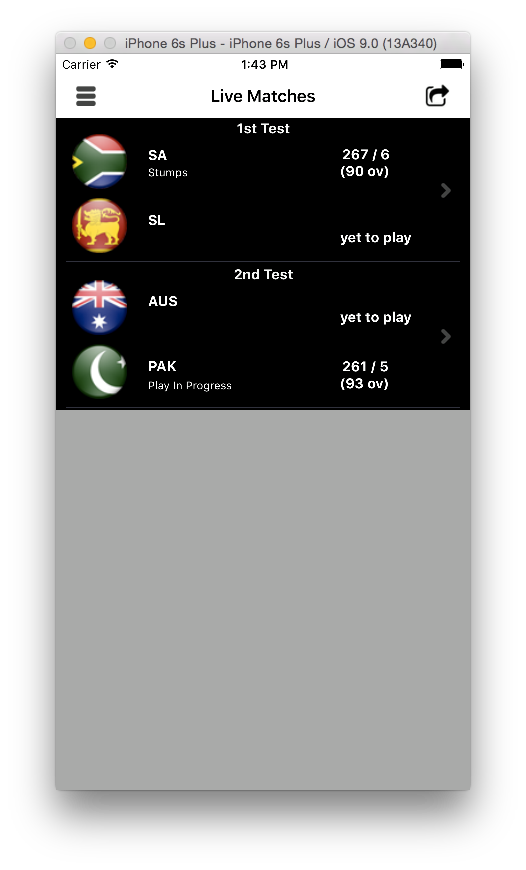 iPhone 6s Plus - iPhone 6s Plus / iOS 9.0 (13A340)
Carrier 1:43 PM
Live Matches
1st Test
SA 267 / 6
Stumps (90 ov)
SL
yet to play
2nd Test
AUS
yet to play
PAK 261 / 5
Play In Progress (93 ov)